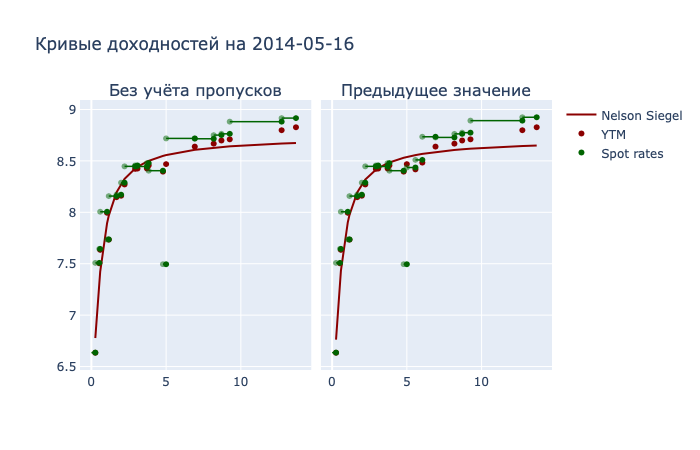 Кривые доходностей на 2014-05-16
Без учёта пропусков
Предыдущее значение
Nelson Siegel
YTM
Spot rates
9
8.5
8
7.5
7
6.5
0 5 10
0 5 10